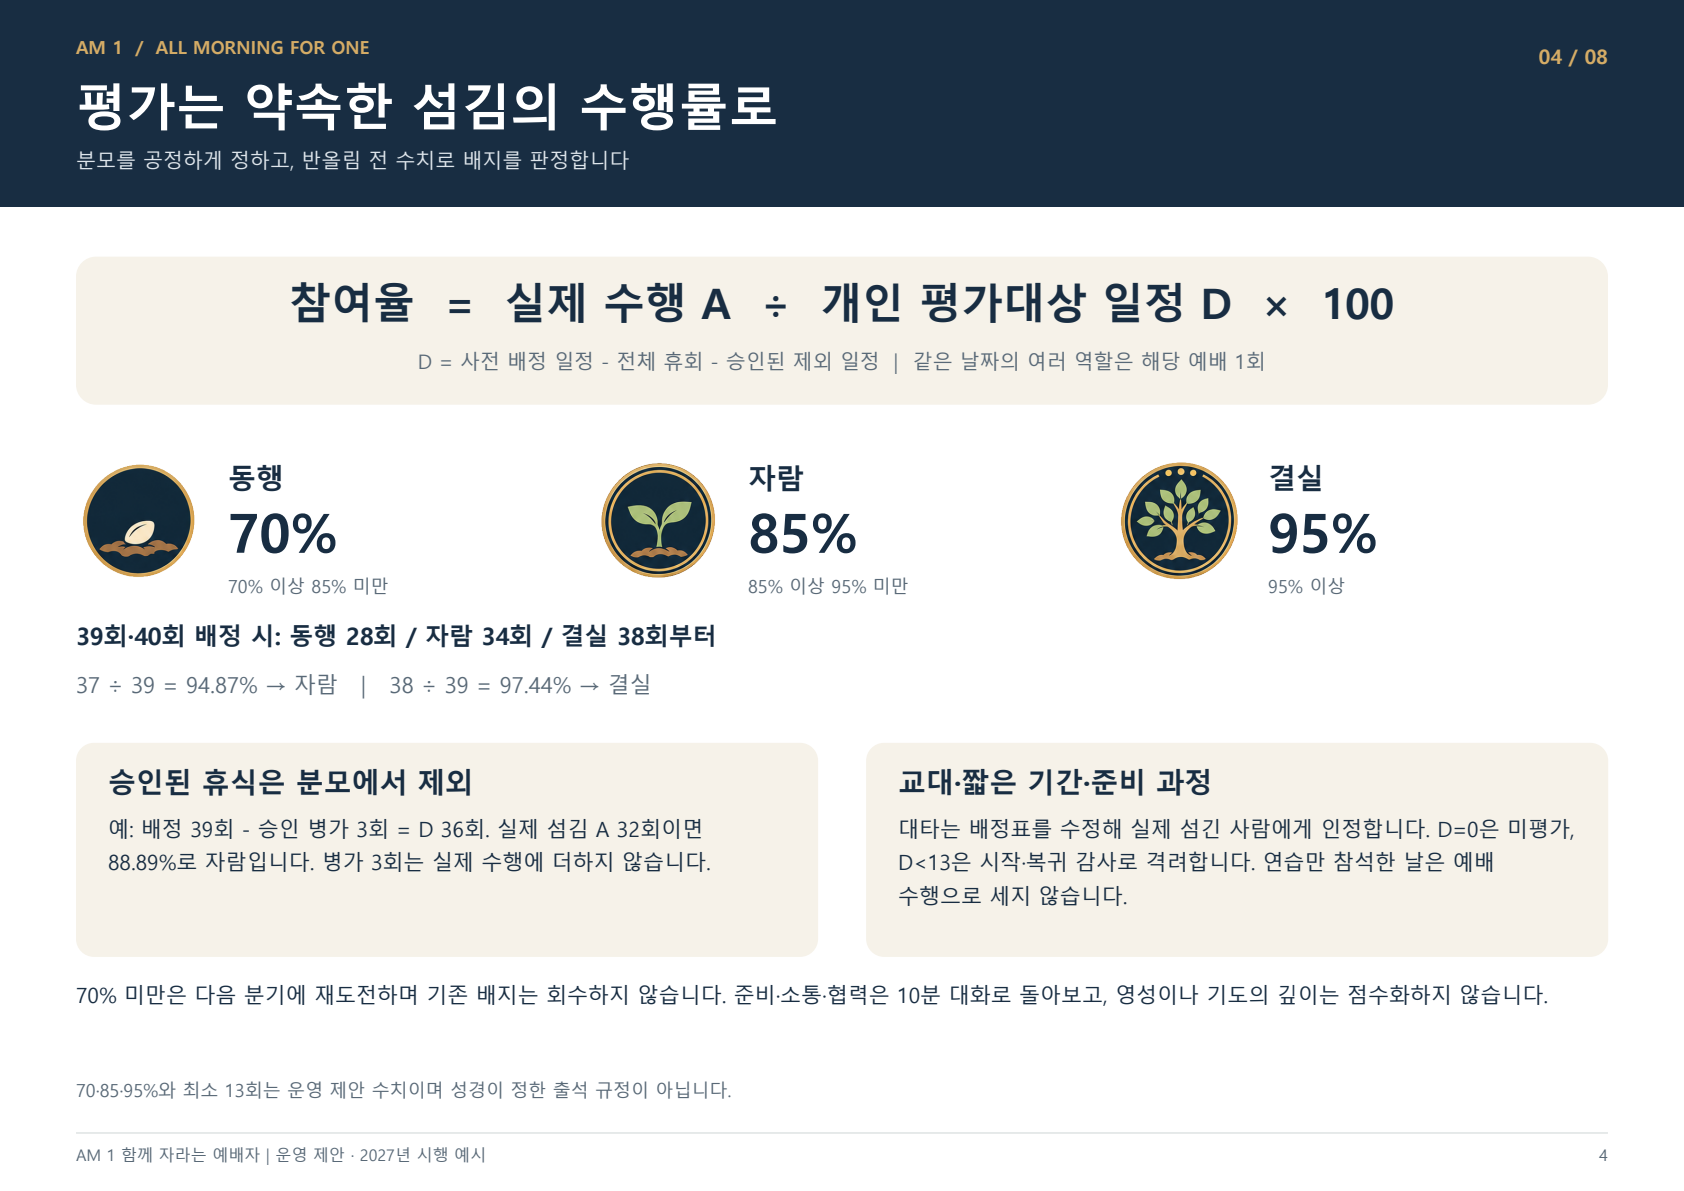 AM 1 / ALL MORNING FOR ONE
04 / 08
평가는 약속한 섬김의 수행률로
분모를 공정하게 정하고, 반올림 전 수치로 배지를 판정합니다
참여율 = 실제 수행 A ÷ 개인 평가대상 일정 D × 100
D = 사전 배정 일정 - 전체 휴회 - 승인된 제외 일정 | 같은 날짜의 여러 역할은 해당 예배 1회
동행
70%
70% 이상 85% 미만
자람
85%
85% 이상 95% 미만
결실
95%
95% 이상
39회·40회 배정 시: 동행 28회 / 자람 34회 / 결실 38회부터
37 ÷ 39 = 94.87% → 자람 | 38 ÷ 39 = 97.44% → 결실
승인된 휴식은 분모에서 제외
예: 배정 39회 - 승인 병가 3회 = D 36회. 실제 섬김 A 32회이면
88.89%로 자람입니다. 병가 3회는 실제 수행에 더하지 않습니다.
교대·짧은 기간·준비 과정
대타는 배정표를 수정해 실제 섬긴 사람에게 인정합니다. D=0은 미평가,
D<13은 시작·복귀 감사로 격려합니다. 연습만 참석한 날은 예배
수행으로 세지 않습니다.
70% 미만은 다음 분기에 재도전하며 기존 배지는 회수하지 않습니다. 준비·소통·협력은 10분 대화로 돌아보고, 영성이나 기도의 깊이는 점수화하지 않습니다.
70·85·95%와 최소 13회는 운영 제안 수치이며 성경이 정한 출석 규정이 아닙니다.
AM 1 함께 자라는 예배자 | 운영 제안 · 2027년 시행 예시
4